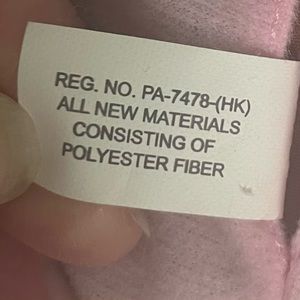 REG. NO. PA-7478-(HK)
ALL NEW MATERIALS
CONSISTING OF
POLYESTER FIBER